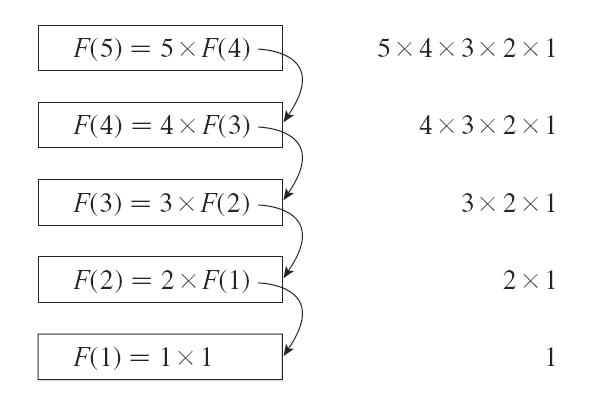 F(5) = 5 × F(4) 5 × 4 × 3 × 2 × 1
F(4) = 4 × F(3) 4 × 3 × 2 × 1
F(3) = 3 × F(2) 3 × 2 × 1
F(2) = 2 × F(1) 2 × 1
F(1) = 1 × 1 1